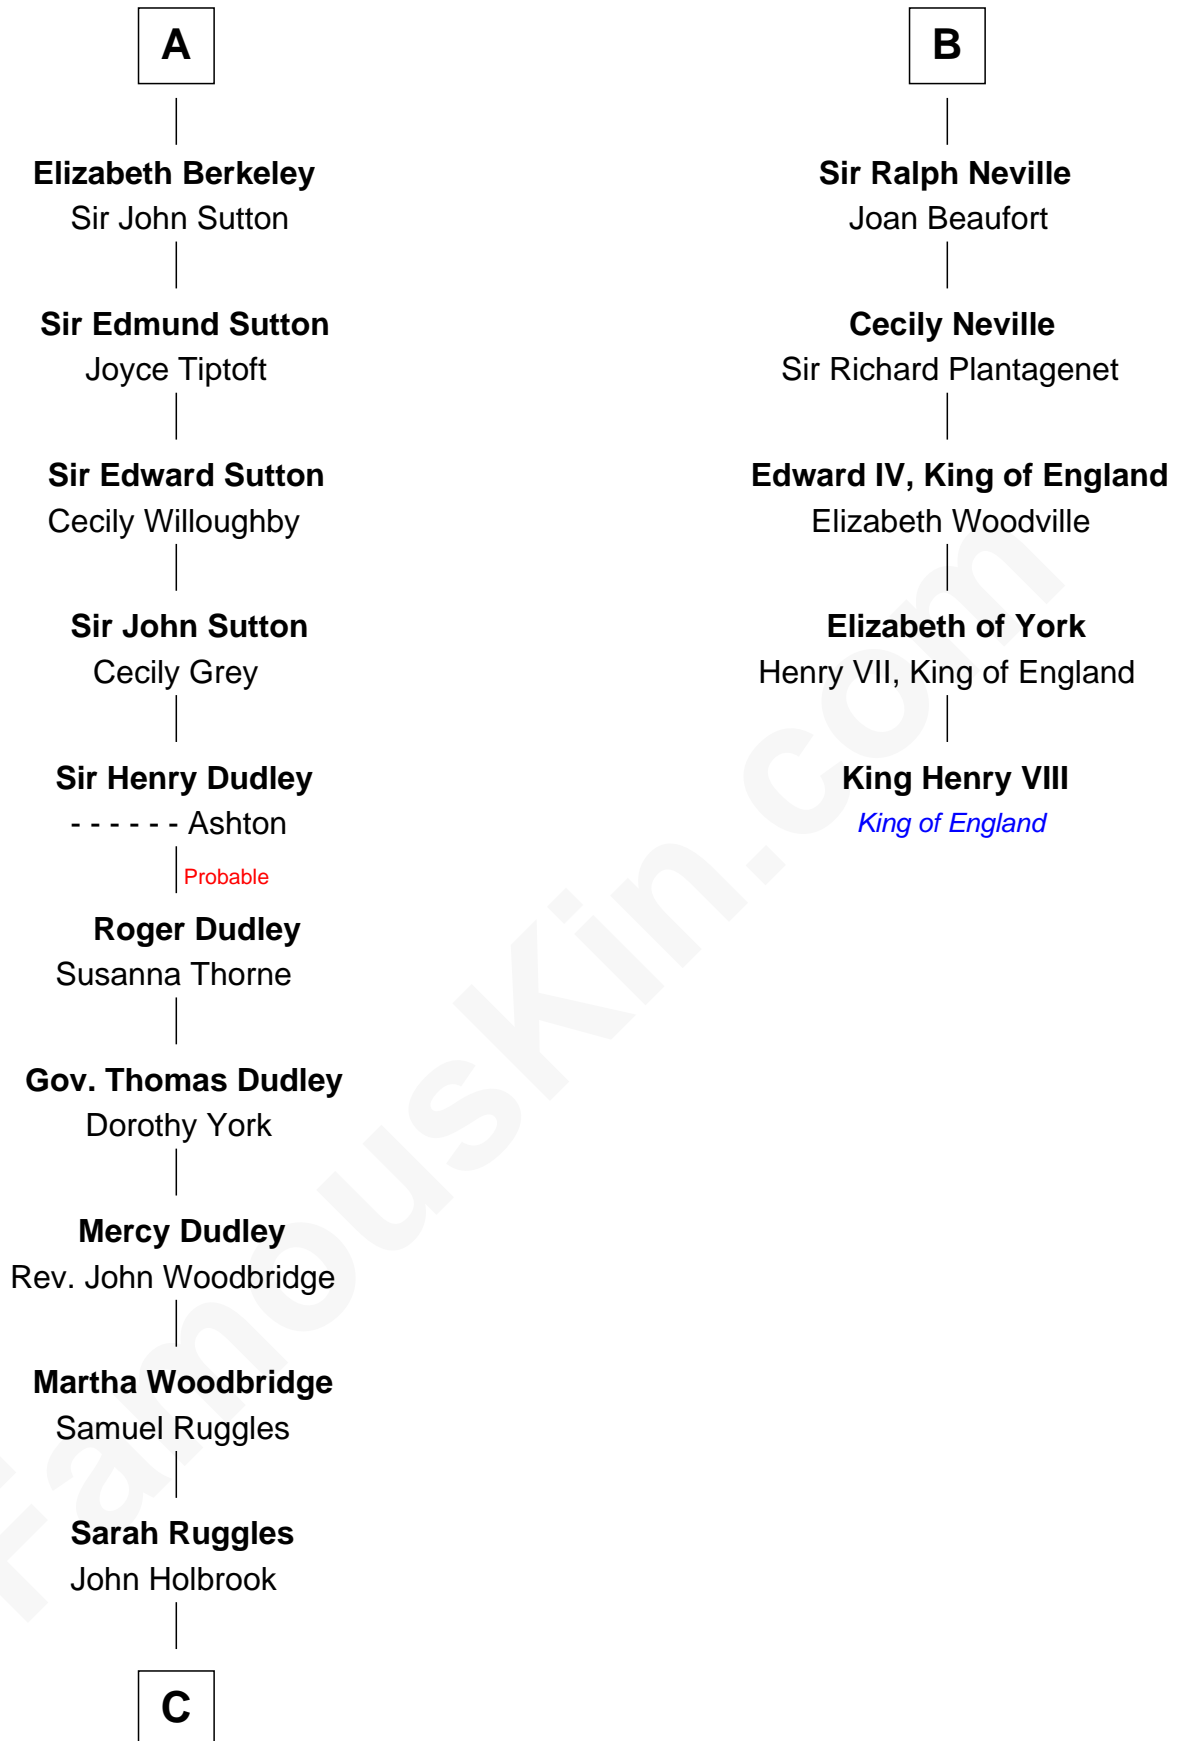 A
Elizabeth Berkeley
Sir John Sutton
Sir Edmund Sutton
Joyce Tiptoft
Sir Edward Sutton
Cecily Willoughby
Sir John Sutton
Cecily Grey
Sir Henry Dudley
- - - - - - Ashton
Probable
Roger Dudley
Susanna Thorne
Gov. Thomas Dudley
Dorothy York
Mercy Dudley
Rev. John Woodbridge
Martha Woodbridge
Samuel Ruggles
Sarah Ruggles
John Holbrook
C
B
Sir Ralph Neville
Joan Beaufort
Cecily Neville
Sir Richard Plantagenet
Edward IV, King of England
Elizabeth Woodville
Elizabeth of York
Henry VII, King of England
King Henry VIII
King of England
FamousKin.com